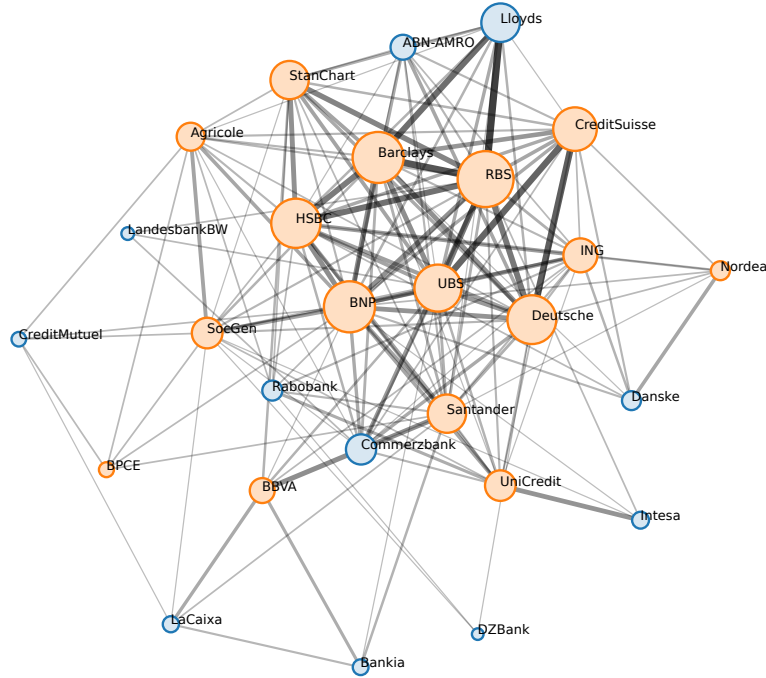 Lloyds
ABN-AMRO
StanChart
CreditSuisse
Agricole
Barclays
RBS
HSBC
LandesbankBW
ING
Nordea
UBS
BNP
Deutsche
SocGen
CreditMutuel
Rabobank
Danske
Santander
Commerzbank
BPCE
BBVA
UniCredit
Intesa
LaCaixa
DZBank
Bankia